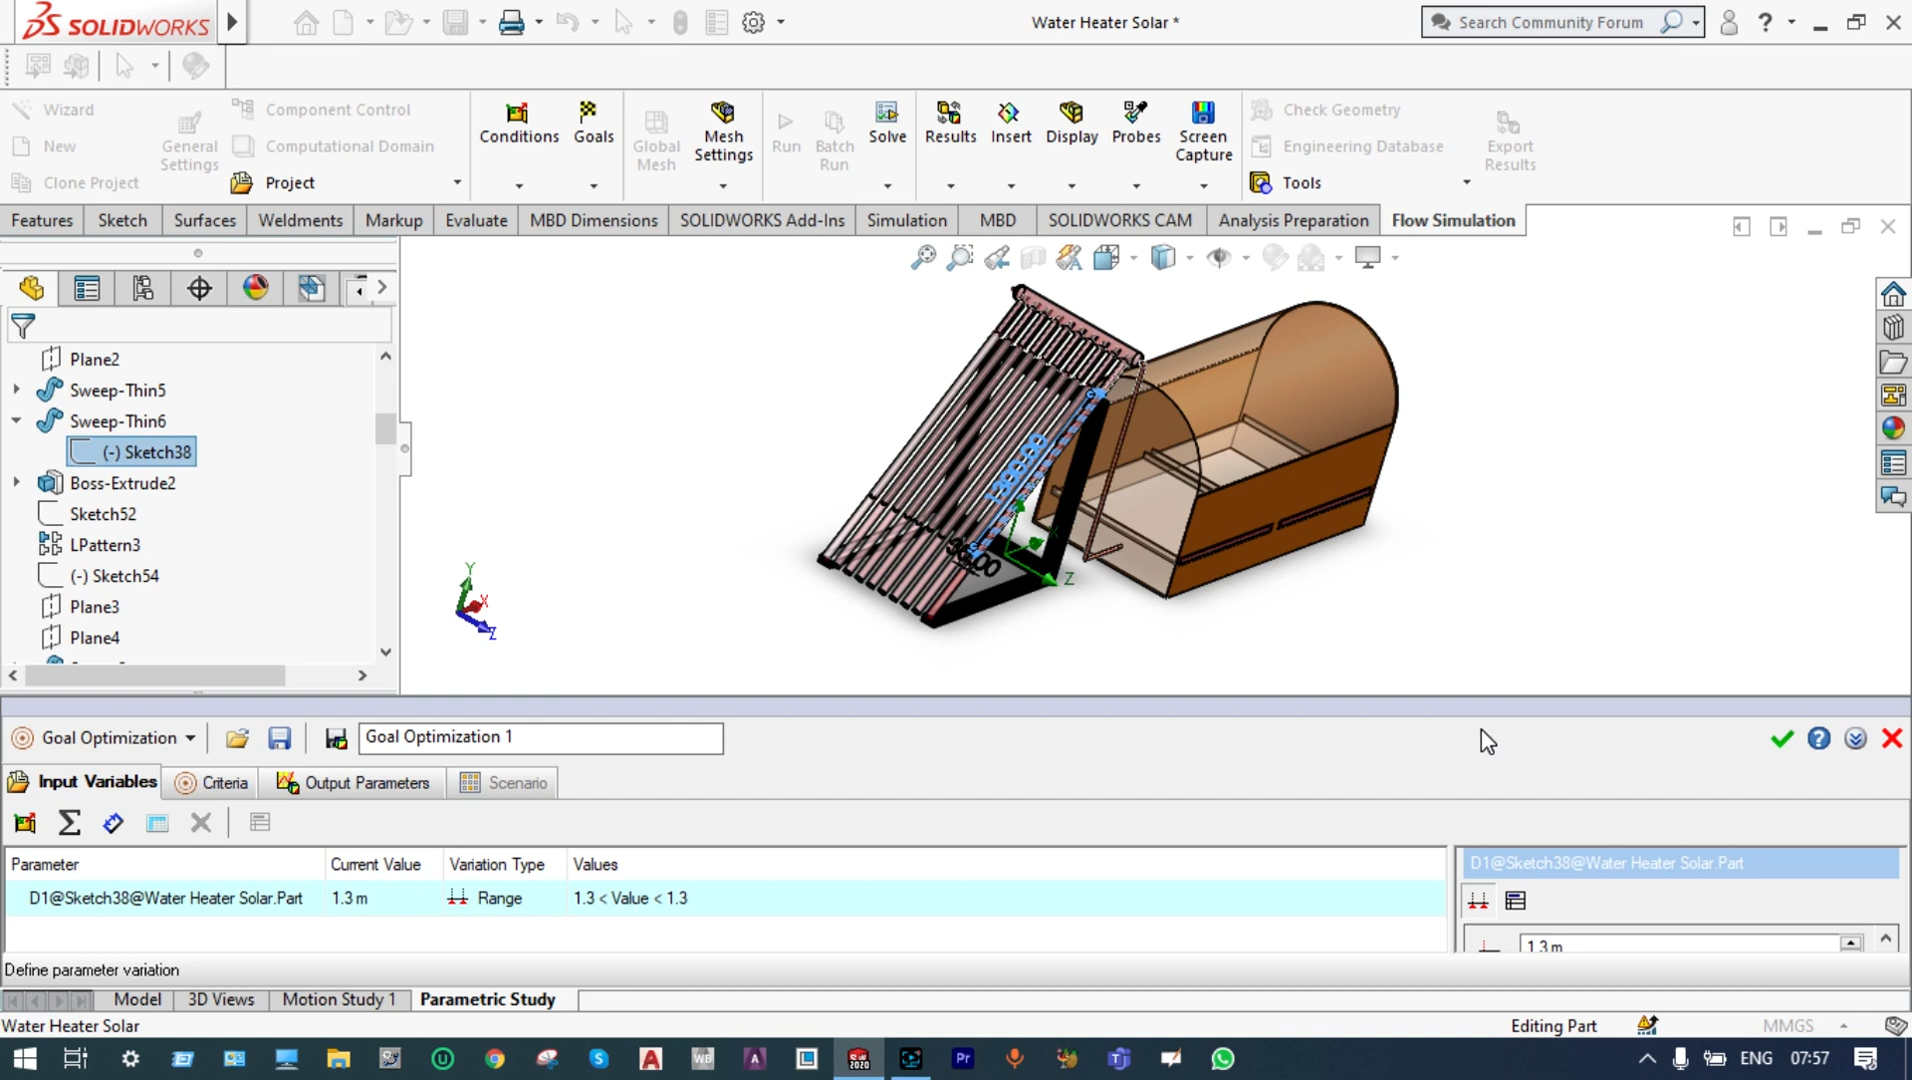 SOLIDWORKS
Water Heater Solar *
Search Community Forum
?
Wizard
New
Clone Project
General Settings
Component Control
Computational Domain
Project
Conditions
Goals
Global Mesh
Mesh Settings
Run
Batch Run
Solve
Results
Insert
Display
Probes
Screen Capture
Check Geometry
Engineering Database
Tools
Export Results
Features
Sketch
Surfaces
Weldments
Markup
Evaluate
MBD Dimensions
SOLIDWORKS Add-Ins
Simulation
MBD
SOLIDWORKS CAM
Analysis Preparation
Flow Simulation
Plane2
Sweep-Thin5
Sweep-Thin6
(-) Sketch38
Boss-Extrude2
Sketch52
LPattern3
(-) Sketch54
Plane3
Plane4
1300.00
Y
X
Z
X
Z
Goal Optimization
Goal Optimization 1
Input Variables
Criteria
Output Parameters
Scenario
Parameter
Current Value
Variation Type
Values
D1@Sketch38@Water Heater Solar.Part
1.3 m
Range
1.3 < Value < 1.3
D1@Sketch38@Water Heater Solar.Part
1.3 m
Define parameter variation
Model
3D Views
Motion Study 1
Parametric Study
Water Heater Solar
Editing Part
MMGS
ENG
07:57